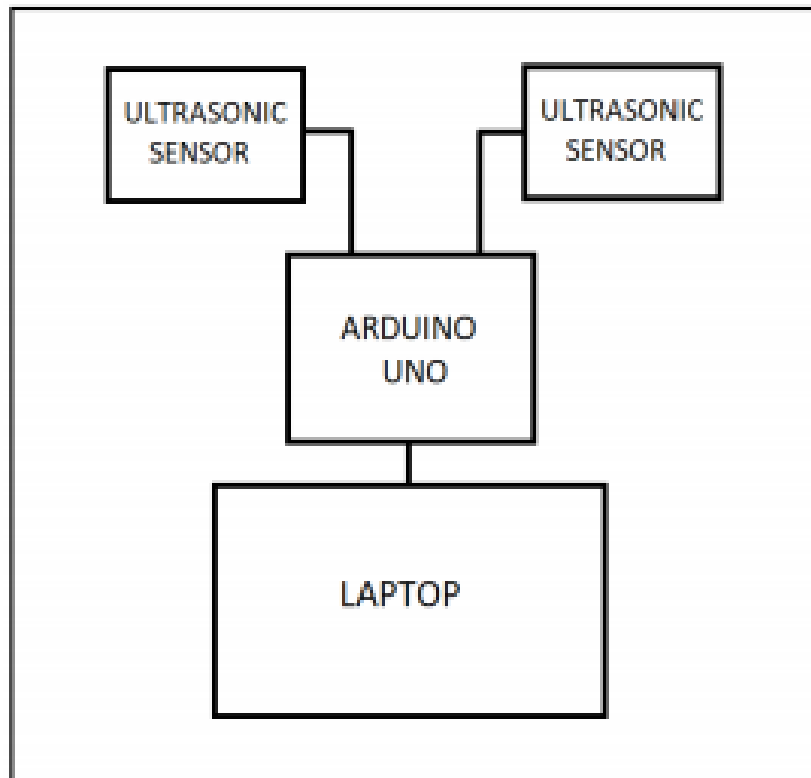 ULTRASONIC
SENSOR
ULTRASONIC
SENSOR
ARDUINO
UNO
LAPTOP